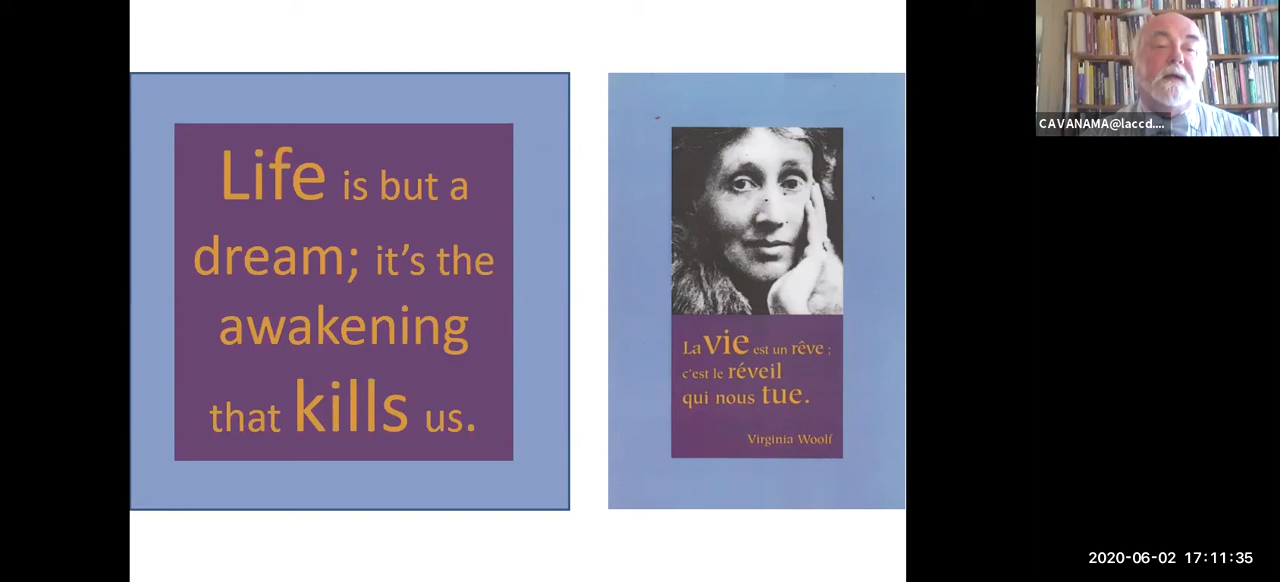 Life is but a
dream; it’s the
awakening
that kills us.
La vie est un rêve ;
c’est le réveil
qui nous tue.
Virginia Woolf
CAVANAMA@laccd....
2020-06-02 17:11:35